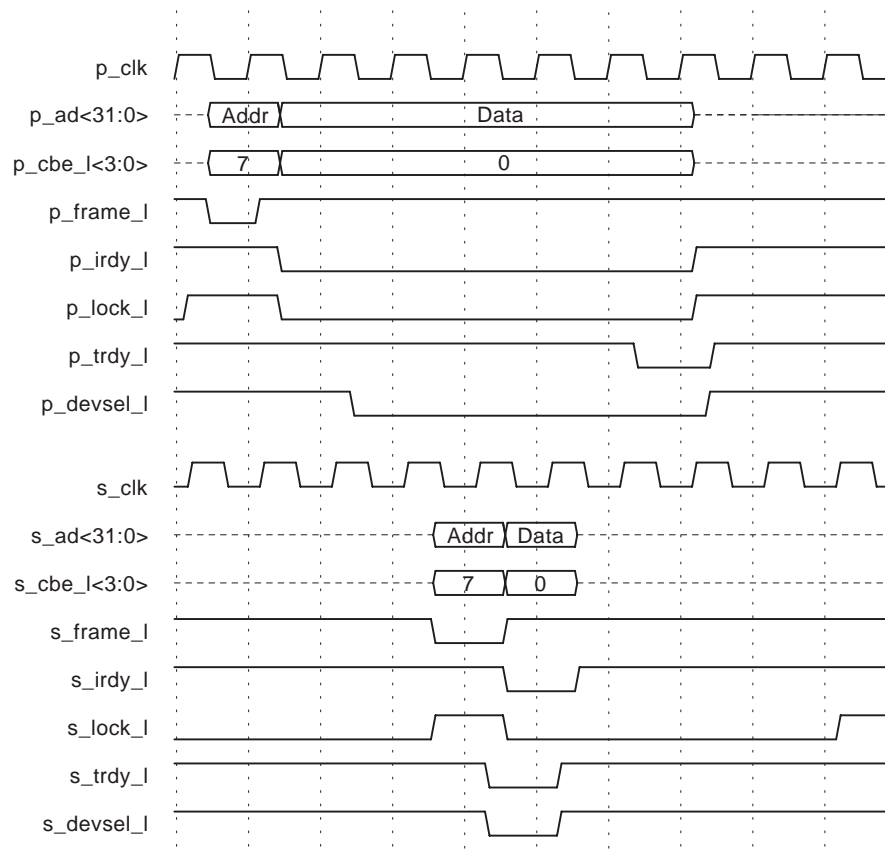 p_clk
p_ad<31:0> Addr Data
p_cbe_l<3:0> 7 0
p_frame_l
p_irdy_l
p_lock_l
p_trdy_l
p_devsel_l
s_clk
s_ad<31:0> Addr Data
s_cbe_l<3:0> 7 0
s_frame_l
s_irdy_l
s_lock_l
s_trdy_l
s_devsel_l